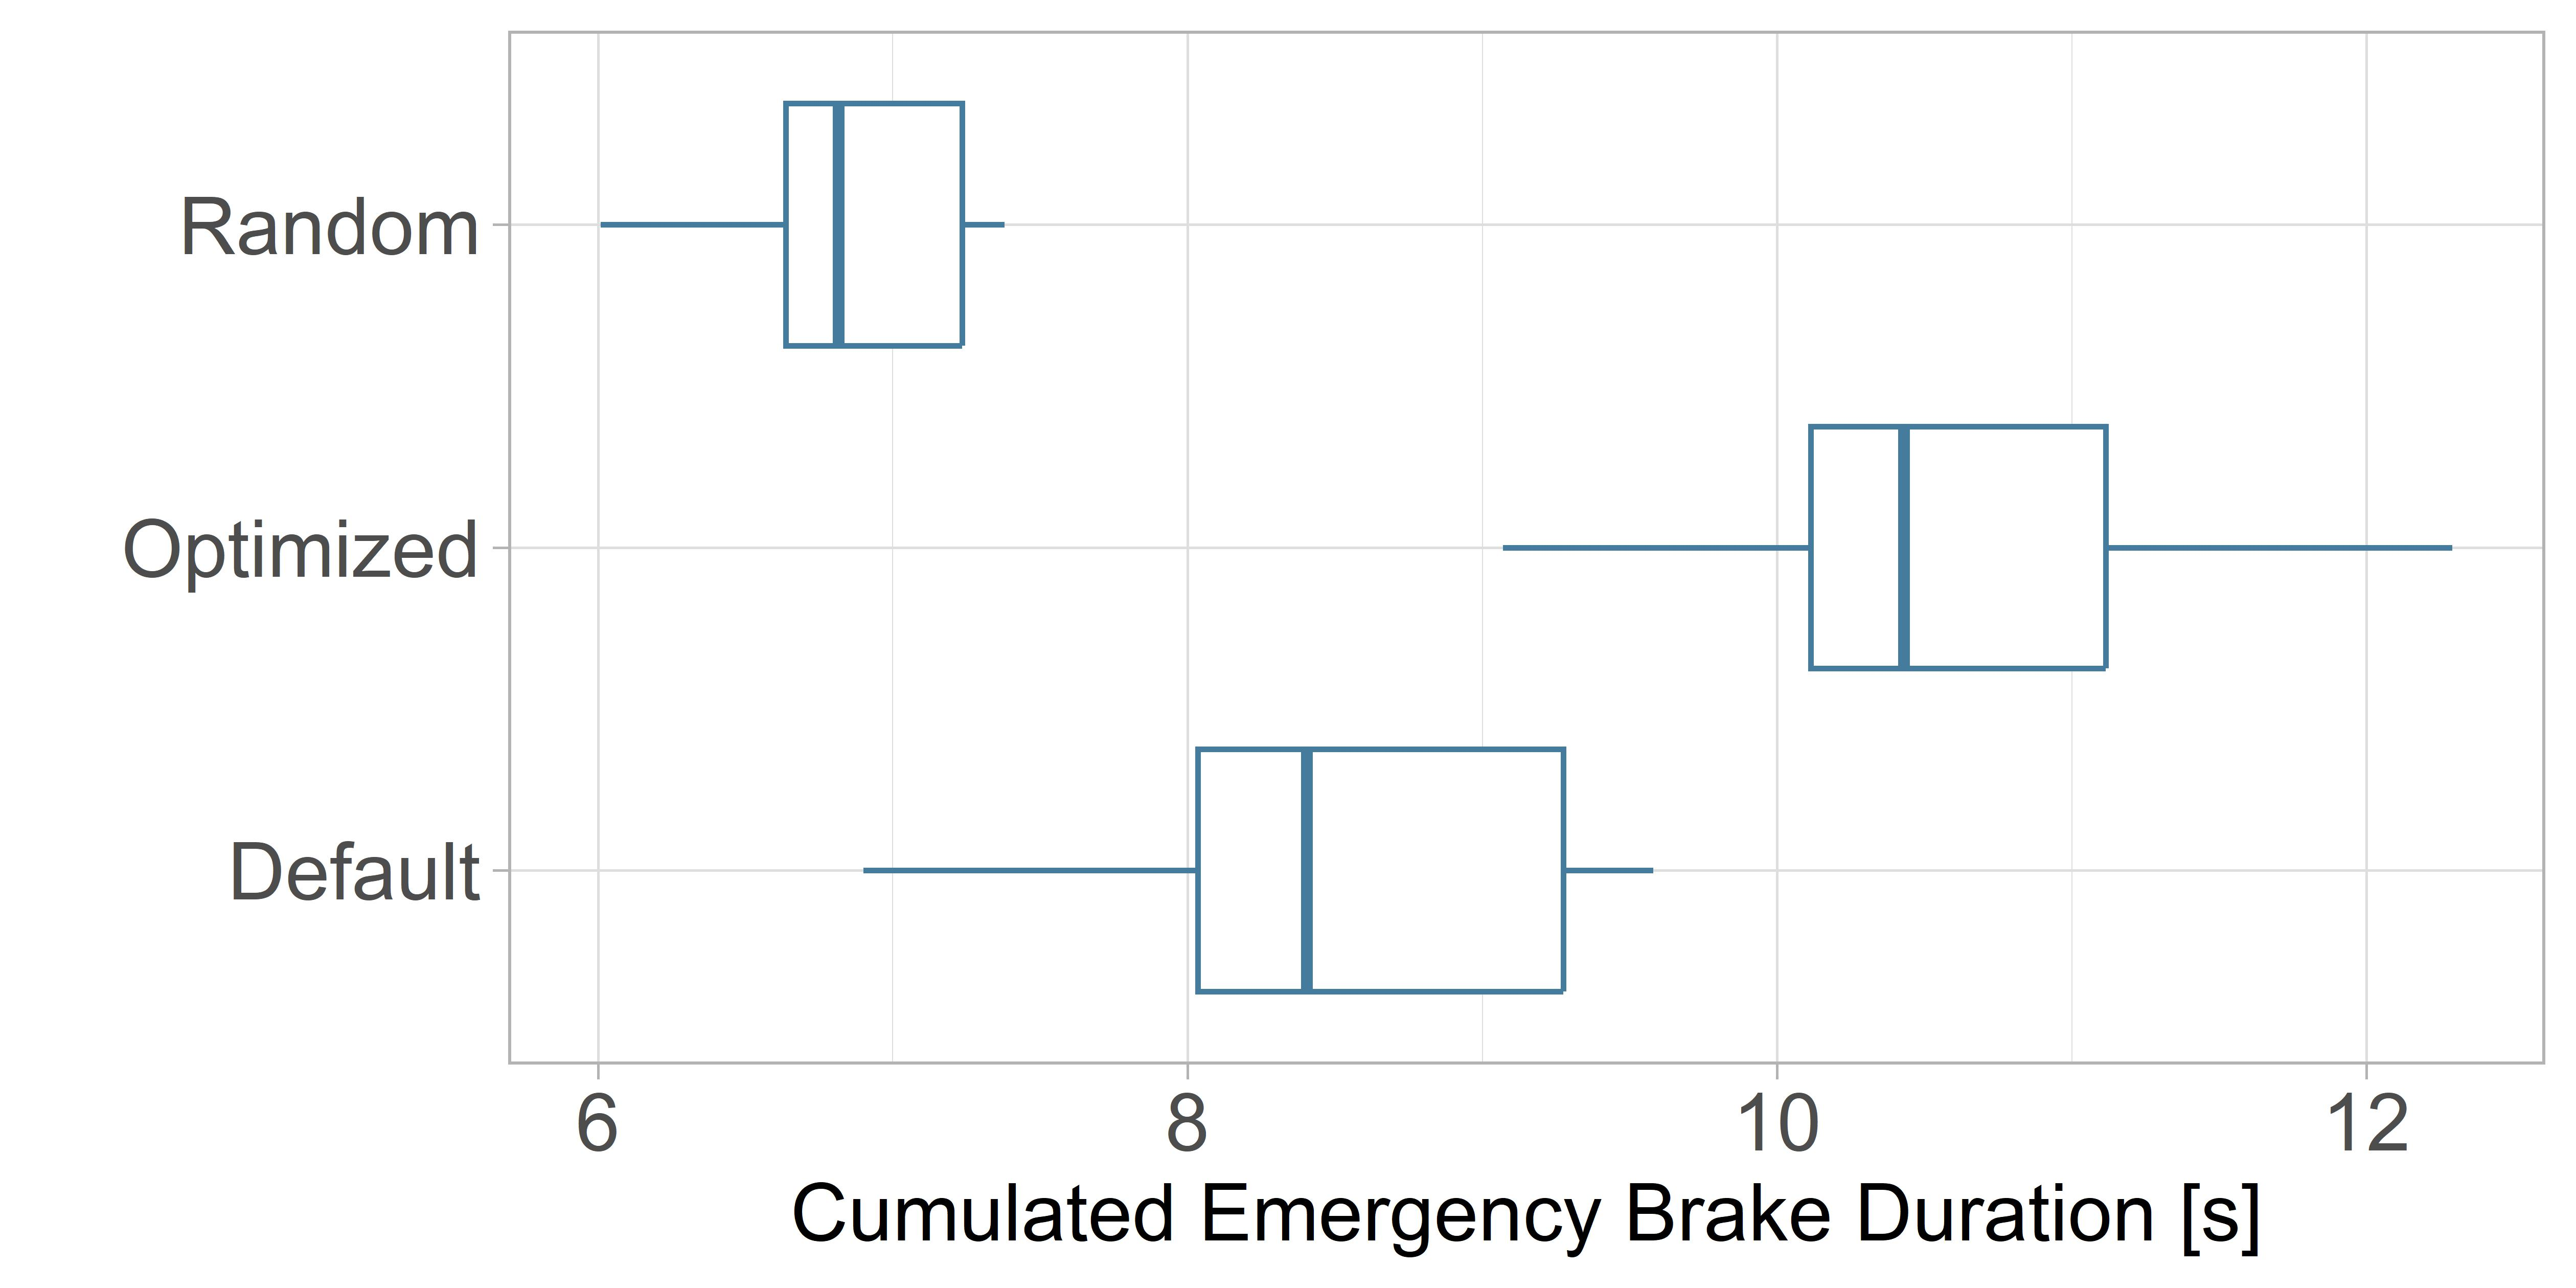 Random
Optimized
Default
6 8 10 12
Cumulated Emergency Brake Duration [s]